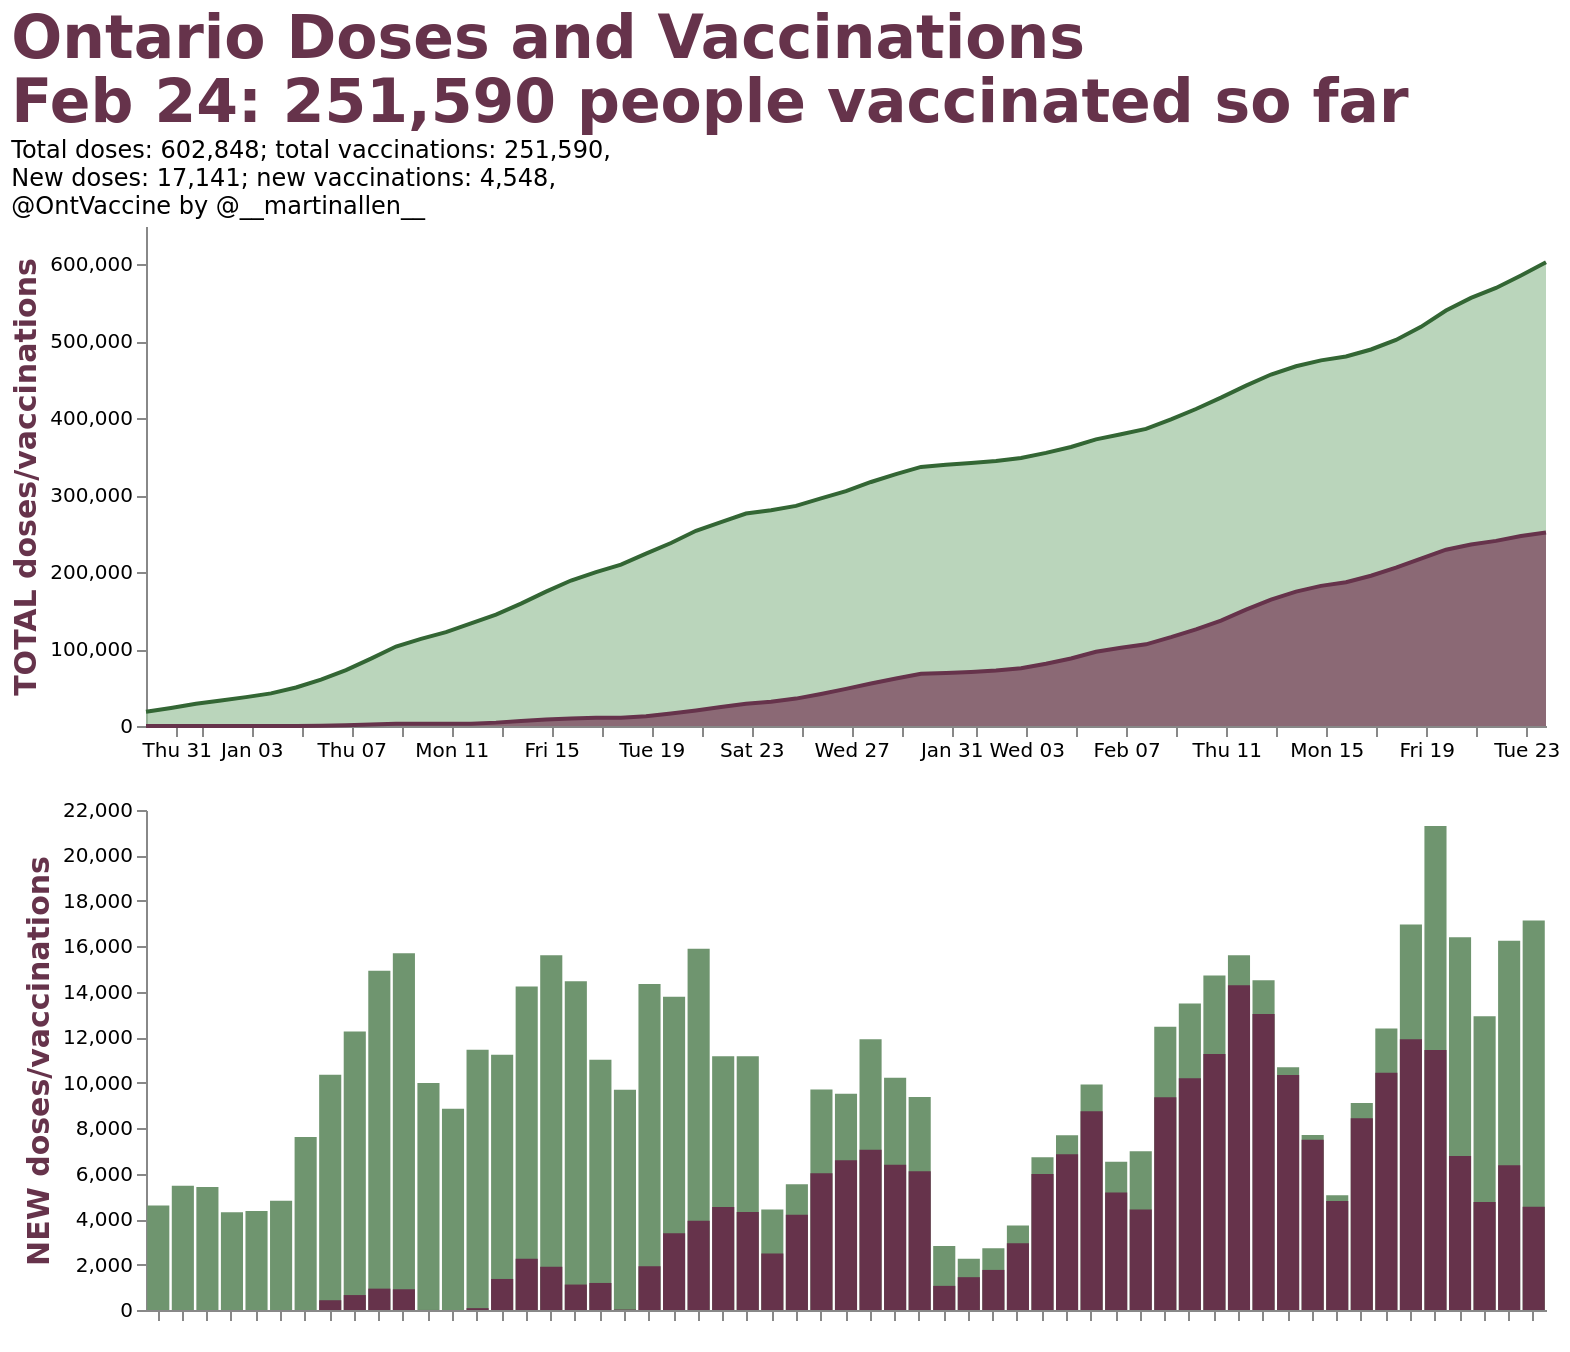 Ontario Doses and Vaccinations
Feb 24: 251,590 people vaccinated so far
Total doses: 602,848; total vaccinations: 251,590,
New doses: 17,141; new vaccinations: 4,548,
@OntVaccine by @__martinallen__
TOTAL doses/vaccinations
600,000
500,000
400,000
300,000
200,000
100,000
0
Thu 31 Jan 03 Thu 07 Mon 11 Fri 15 Tue 19 Sat 23 Wed 27 Jan 31 Wed 03 Feb 07 Thu 11 Mon 15 Fri 19 Tue 23
NEW doses/vaccinations
22,000
20,000
18,000
16,000
14,000
12,000
10,000
8,000
6,000
4,000
2,000
0